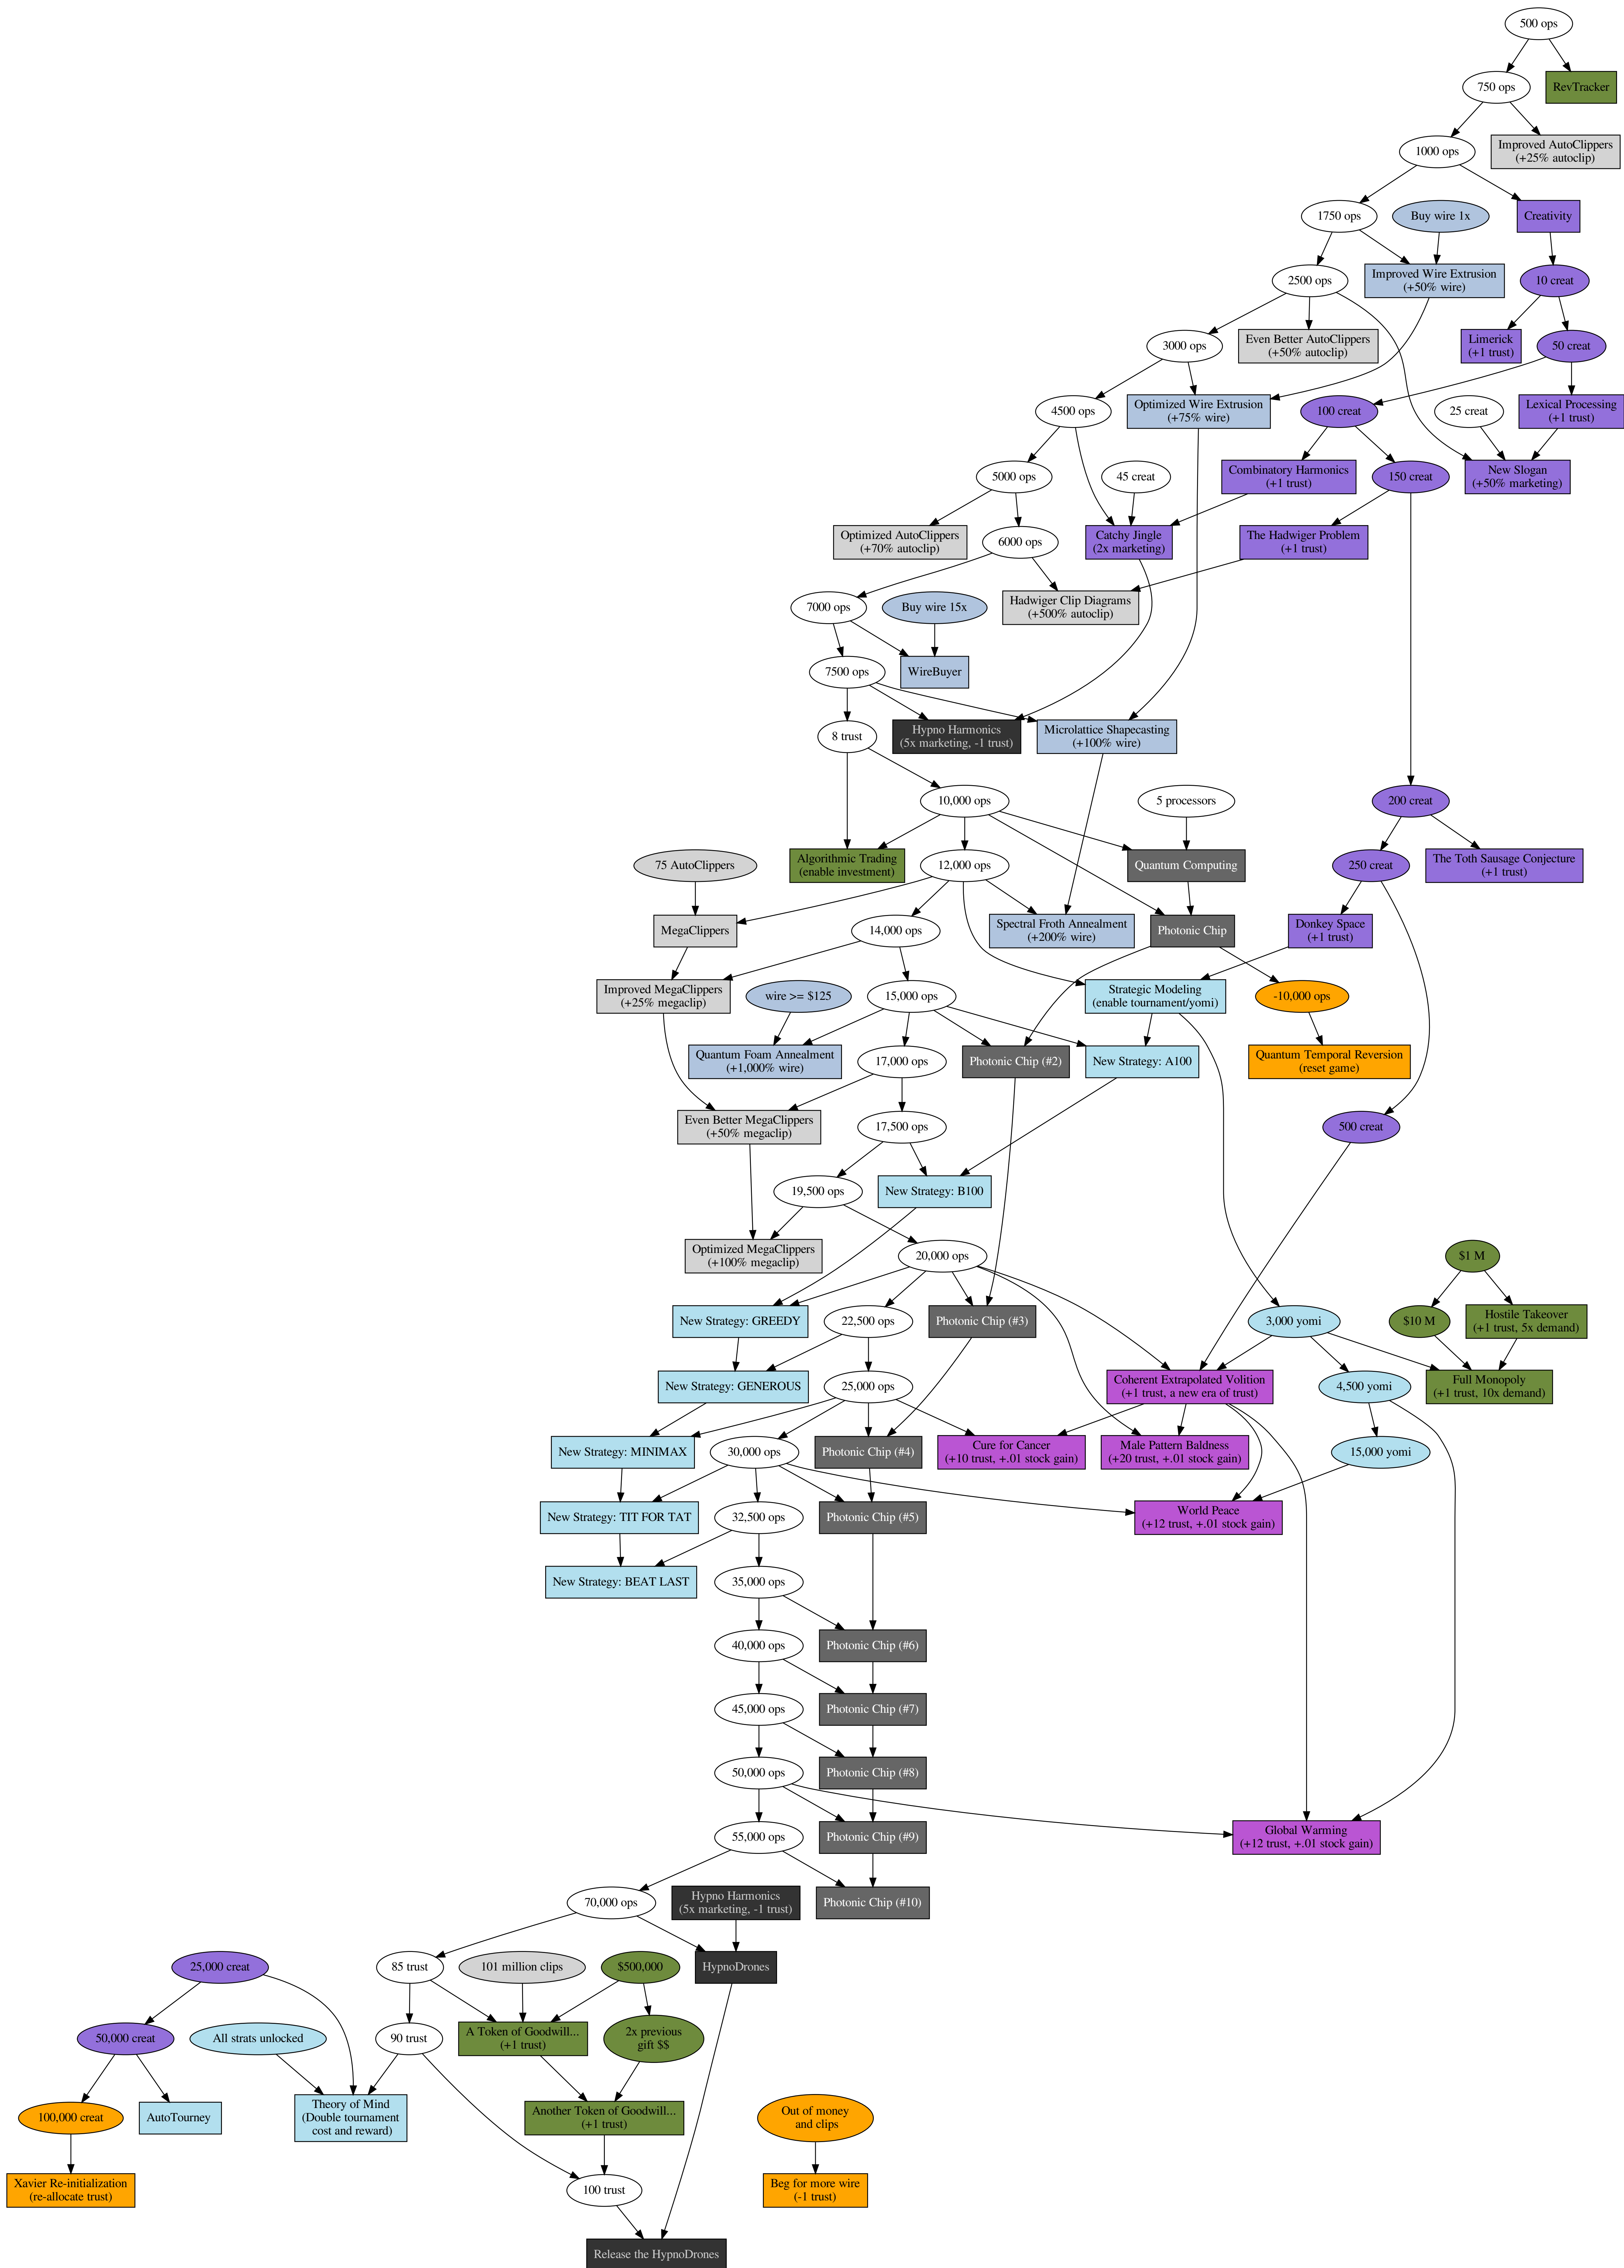 500 ops
750 ops
RevTracker
1000 ops
Improved AutoClippers
(+25% autoclip)
1750 ops
Buy wire 1x
Creativity
2500 ops
Improved Wire Extrusion
(+50% wire)
10 creat
3000 ops
Even Better AutoClippers
(+50% autoclip)
Limerick
(+1 trust)
50 creat
4500 ops
Optimized Wire Extrusion
(+75% wire)
100 creat
25 creat
Lexical Processing
(+1 trust)
5000 ops
45 creat
Combinatory Harmonics
(+1 trust)
150 creat
New Slogan
(+50% marketing)
Optimized AutoClippers
(+70% autoclip)
6000 ops
Catchy Jingle
(2x marketing)
The Hadwiger Problem
(+1 trust)
7000 ops
Buy wire 15x
Hadwiger Clip Diagrams
(+500% autoclip)
7500 ops
WireBuyer
8 trust
Hypno Harmonics
(5x marketing, -1 trust)
Microlattice Shapecasting
(+100% wire)
10,000 ops
5 processors
200 creat
75 AutoClippers
Algorithmic Trading
(enable investment)
12,000 ops
Quantum Computing
250 creat
The Toth Sausage Conjecture
(+1 trust)
MegaClippers
14,000 ops
Spectral Froth Annealment
(+200% wire)
Photonic Chip
Donkey Space
(+1 trust)
Improved MegaClippers
(+25% megaclip)
wire >= $125
15,000 ops
Strategic Modeling
(enable tournament/yomi)
-10,000 ops
Quantum Foam Annealment
(+1,000% wire)
17,000 ops
Photonic Chip (#2)
New Strategy: A100
Quantum Temporal Reversion
(reset game)
Even Better MegaClippers
(+50% megaclip)
17,500 ops
500 creat
19,500 ops
New Strategy: B100
Optimized MegaClippers
(+100% megaclip)
20,000 ops
$1 M
New Strategy: GREEDY
22,500 ops
Photonic Chip (#3)
3,000 yomi
$10 M
Hostile Takeover
(+1 trust, 5x demand)
New Strategy: GENEROUS
25,000 ops
Coherent Extrapolated Volition
(+1 trust, a new era of trust)
4,500 yomi
Full Monopoly
(+1 trust, 10x demand)
New Strategy: MINIMAX
30,000 ops
Photonic Chip (#4)
Cure for Cancer
(+10 trust, +.01 stock gain)
Male Pattern Baldness
(+20 trust, +.01 stock gain)
15,000 yomi
New Strategy: TIT FOR TAT
32,500 ops
Photonic Chip (#5)
World Peace
(+12 trust, +.01 stock gain)
New Strategy: BEAT LAST
35,000 ops
40,000 ops
Photonic Chip (#6)
45,000 ops
Photonic Chip (#7)
50,000 ops
Photonic Chip (#8)
55,000 ops
Photonic Chip (#9)
Global Warming
(+12 trust, +.01 stock gain)
70,000 ops
Hypno Harmonics
(5x marketing, -1 trust)
Photonic Chip (#10)
25,000 creat
85 trust
101 million clips
$500,000
HypnoDrones
50,000 creat
All strats unlocked
90 trust
A Token of Goodwill...
(+1 trust)
2x previous
gift $$
100,000 creat
AutoTourney
Theory of Mind
(Double tournament
cost and reward)
Another Token of Goodwill...
(+1 trust)
Out of money
and clips
Xavier Re-initialization
(re-allocate trust)
100 trust
Beg for more wire
(-1 trust)
Release the HypnoDrones